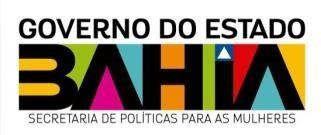 GOVERNO DO ESTADO
BAHIA
SECRETARIA DE POLÍTICAS PARA AS MULHERES